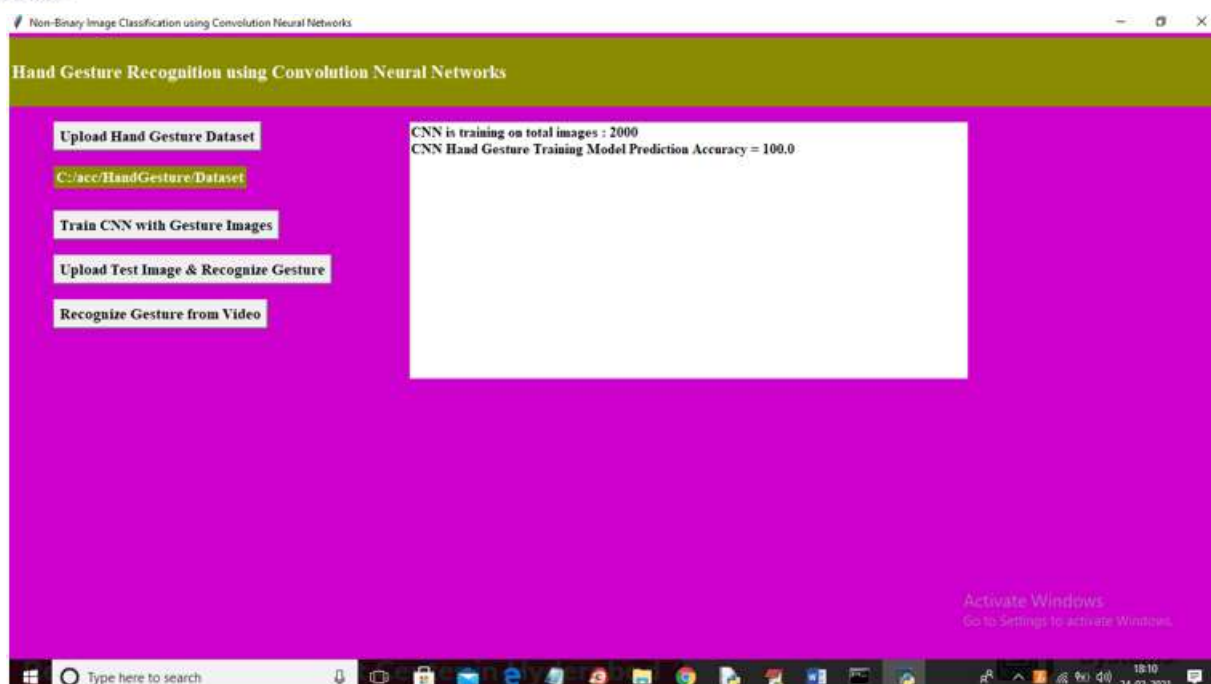 Non-Binary Image Classification using Convolution Neural Networks
Hand Gesture Recognition using Convolution Neural Networks
Upload Hand Gesture Dataset
C:/acc/HandGesture/Dataset
Train CNN with Gesture Images
Upload Test Image & Recognize Gesture
Recognize Gesture from Video
CNN is training on total images : 2000
CNN Hand Gesture Training Model Prediction Accuracy = 100.0
Activate Windows
Go to Settings to activate Windows.
Type here to search
18:10